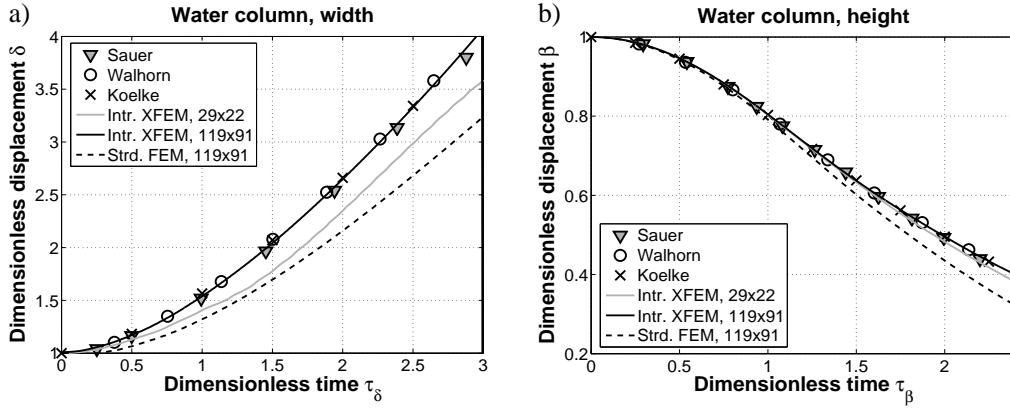 a)
Water column, width
Dimensionless displacement δ
4
3.5
3
2.5
2
1.5
1
Sauer
Walhorn
Koelke
Intr. XFEM, 29x22
Intr. XFEM, 119x91
Strd. FEM, 119x91
0
0.5
1
1.5
2
2.5
3
Dimensionless time τδ
b)
Water column, height
Dimensionless displacement β
1
0.8
0.6
0.4
0.2
Sauer
Walhorn
Koelke
Intr. XFEM, 29x22
Intr. XFEM, 119x91
Strd. FEM, 119x91
0
0.5
1
1.5
2
Dimensionless time τβ